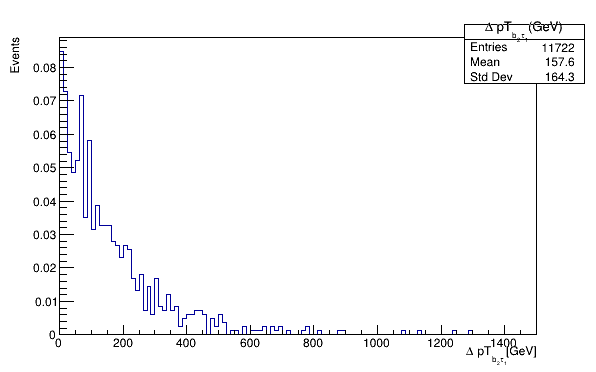 Δ pT_{b_2τ_1}(GeV)
Entries 11722
Mean 157.6
Std Dev 164.3
Events
0.08
0.07
0.06
0.05
0.04
0.03
0.02
0.01
0
0 200 400 600 800 1000 1200 1400
Δ pT_{b_2τ_1}[GeV]